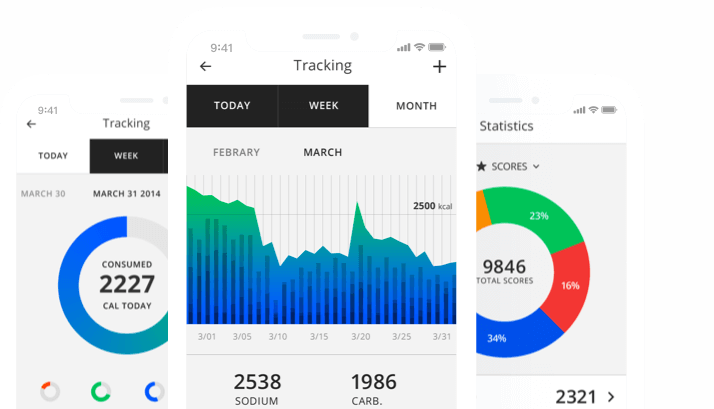 9:41
Tracking
TODAY WEEK
MARCH 30 MARCH 31 2014
CONSUMED
2227
CAL TODAY
9:41
Tracking
TODAY WEEK MONTH
FEBRARY MARCH
2500 kcal
3/01 3/05 3/10 3/15 3/20 3/25 3/31
2538 1986
SODIUM CARB.
Statistics
SCORES
23%
9846
TOTAL SCORES
16%
34%
2321